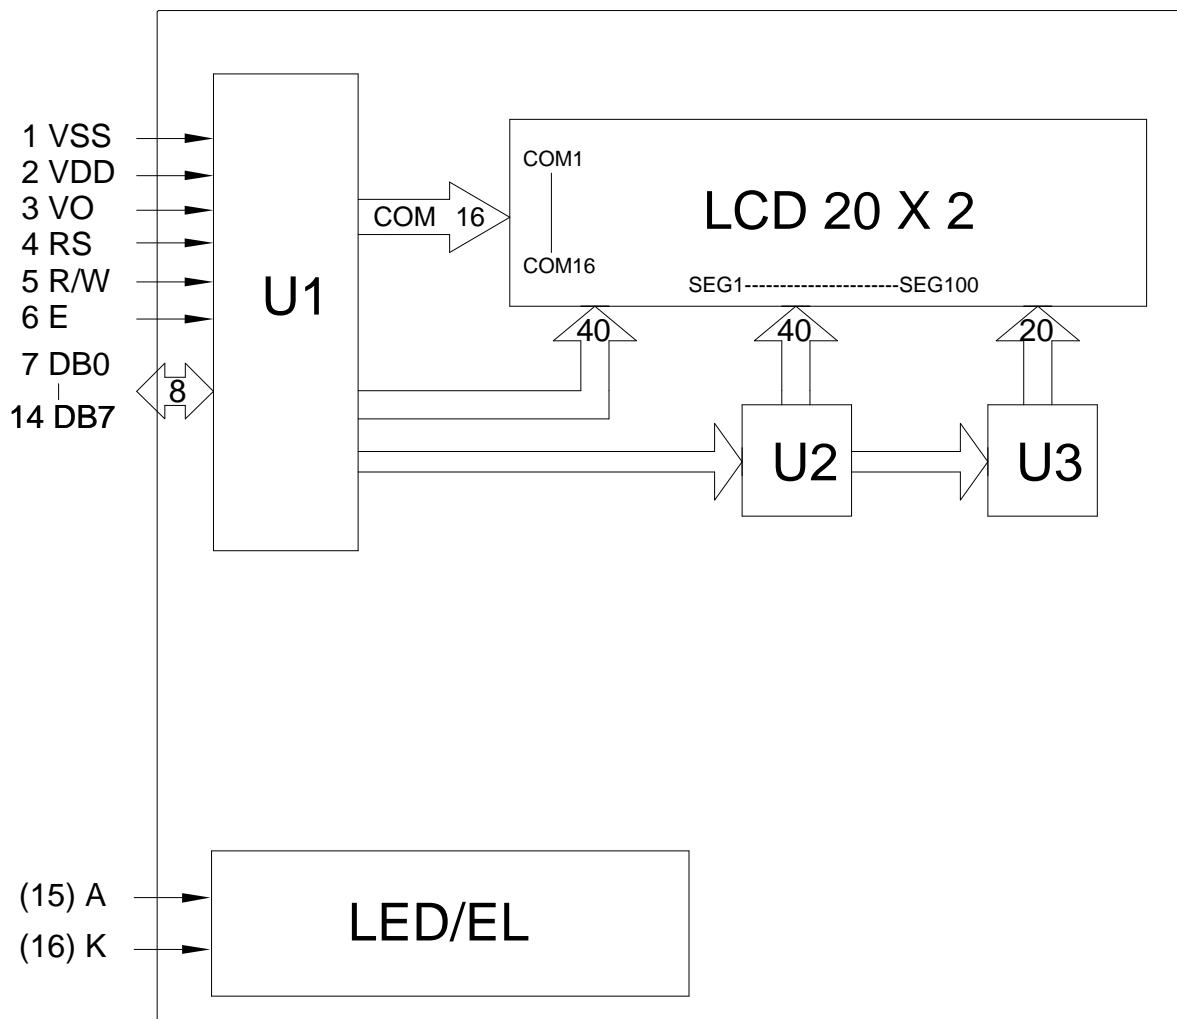 1 VSS
2 VDD
3 VO
4 RS
5 R/W
6 E
7 DB0
14 DB7
8
U1
COM 16
COM1
COM16
LCD 20 X 2
SEG1----------------------SEG100
40
40
20
U2
U3
(15) A
(16) K
LED/EL